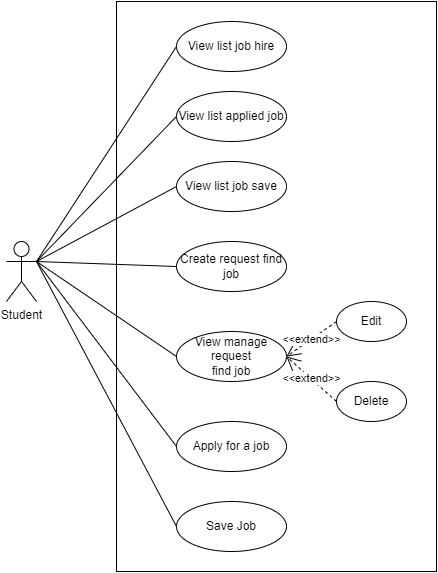 View list job hire
View list applied job
View list job save
Create request find
job
Student
Edit
<<extend>>
View manage
request
find job
<<extend>>
Delete
Apply for a job
Save Job